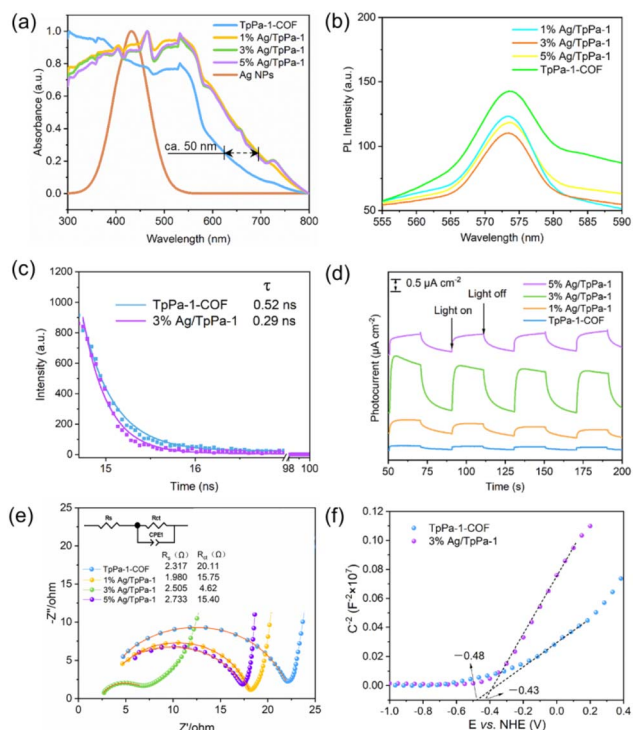 (a)
TpPa-1-COF
1% Ag/TpPa-1
3% Ag/TpPa-1
5% Ag/TpPa-1
Ag NPs
ca. 50 nm
Absorbance (a.u.)
1.0
0.8
0.6
0.4
0.2
0.0
300 400 500 600 700 800
Wavelength (nm)
(b)
1% Ag/TpPa-1
3% Ag/TpPa-1
5% Ag/TpPa-1
TpPa-1-COF
PL Intensity (a.u.)
200
150
100
50
555 560 565 570 575 580 585 590
Wavelength (nm)
(c)
τ
TpPa-1-COF 0.52 ns
3% Ag/TpPa-1 0.29 ns
Intensity (a.u.)
1200
1000
800
600
400
200
0
15 16 98 100
Time (ns)
(d)
0.5 μA cm-2
Light on
Light off
5% Ag/TpPa-1
3% Ag/TpPa-1
1% Ag/TpPa-1
TpPa-1-COF
Photocurrent (μA cm-2)
50 75 100 125 150 175 200
Time (s)
(e)
Rs Rct
CPE1
Rs (Ω) Rct (Ω)
TpPa-1-COF 2.317 20.11
1% Ag/TpPa-1 1.980 15.75
3% Ag/TpPa-1 2.505 4.62
5% Ag/TpPa-1 2.733 15.40
-Z''/ohm
25
20
15
10
5
0
0 5 10 15 20 25
Z'/ohm
(f)
TpPa-1-COF
3% Ag/TpPa-1
−0.48
−0.43
C-2 (F-2×107)
0.12
0.10
0.08
0.06
0.04
0.02
0.00
-1.0 -0.8 -0.6 -0.4 -0.2 0.0 0.2 0.4
E vs. NHE (V)